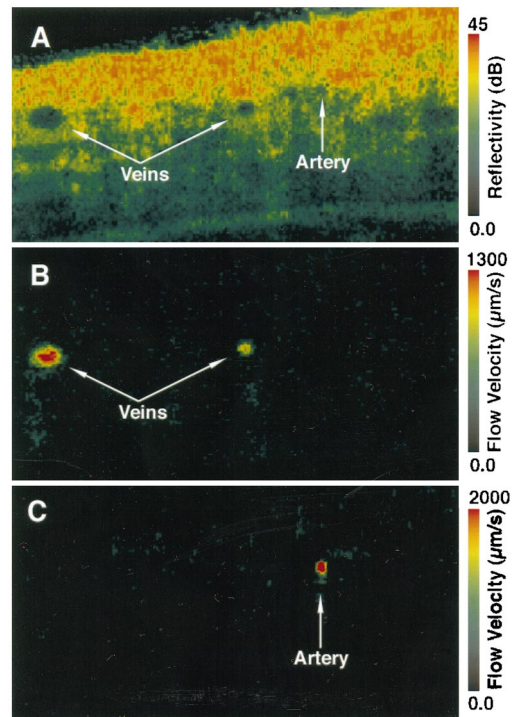 A
45
Reflectivity (dB)
0.0
Veins
Artery
B
1300
Flow Velocity (µm/s)
0.0
Veins
C
2000
Flow Velocity (µm/s)
0.0
Artery